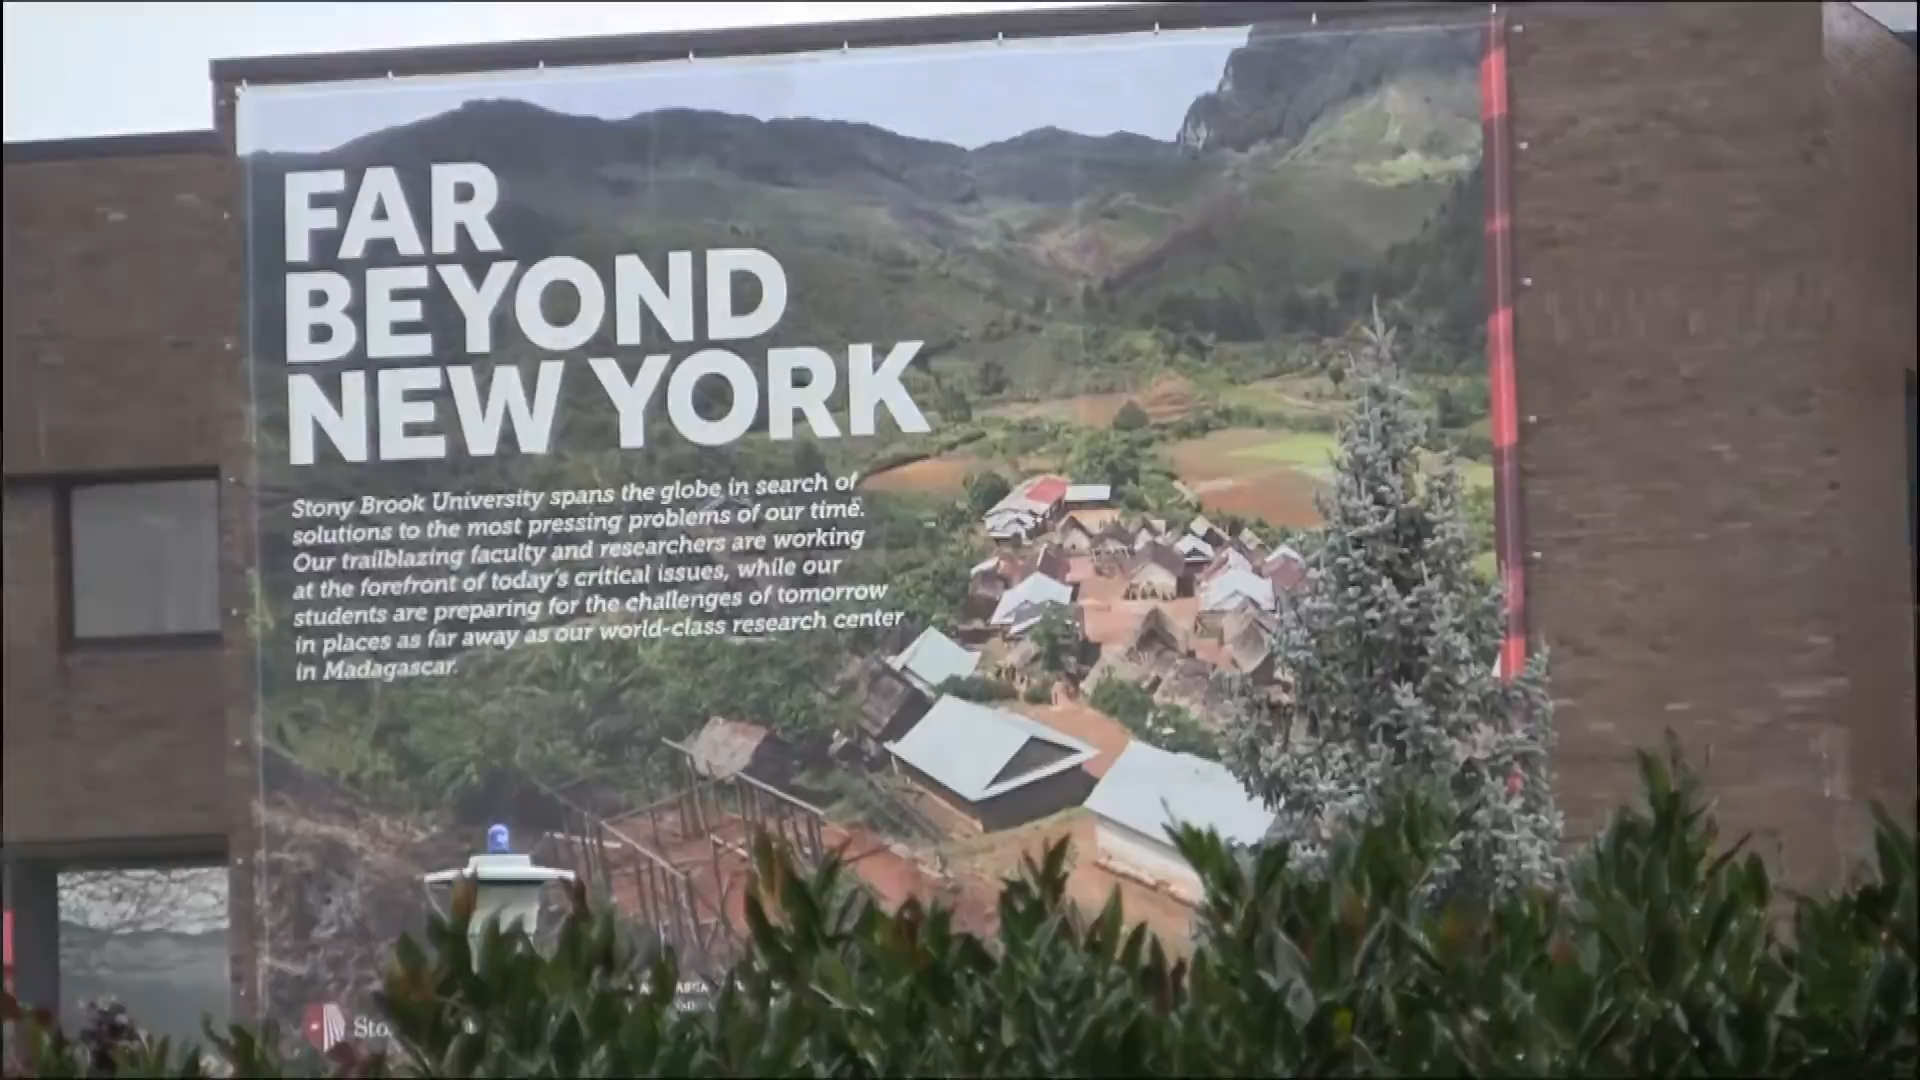 FAR
BEYOND
NEW YORK
Stony Brook University spans the globe in search of
solutions to the most pressing problems of our time.
Our trailblazing faculty and researchers are working
at the forefront of today's critical issues, while our
students are preparing for the challenges of tomorrow
in places as far away as our world-class research center
in Madagascar.